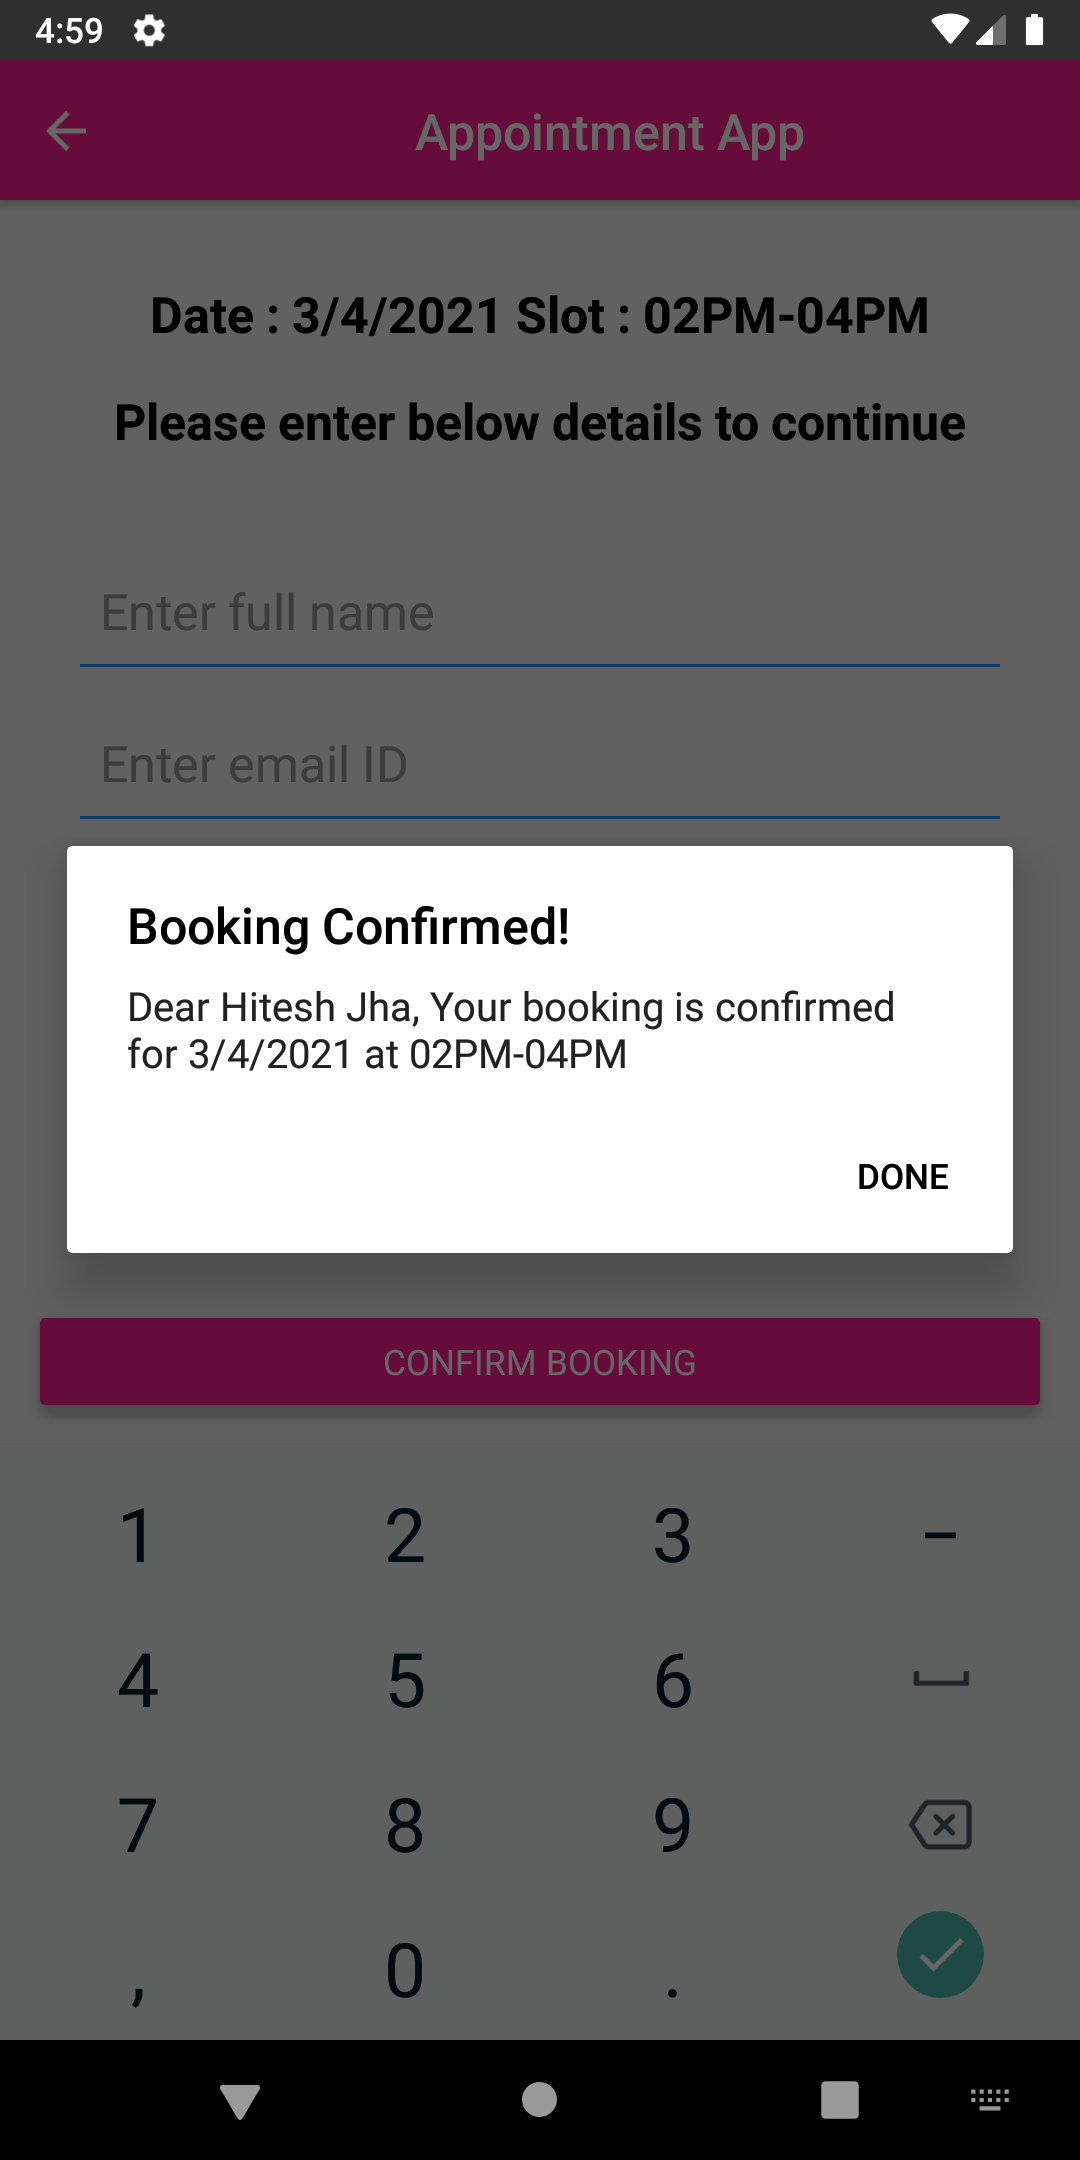 4:59
Appointment App
Date : 3/4/2021 Slot : 02PM-04PM
Please enter below details to continue
Enter full name
Enter email ID
Booking Confirmed!
Dear Hitesh Jha, Your booking is confirmed
for 3/4/2021 at 02PM-04PM
DONE
CONFIRM BOOKING
1 2 3 –
4 5 6
7 8 9
, 0 .